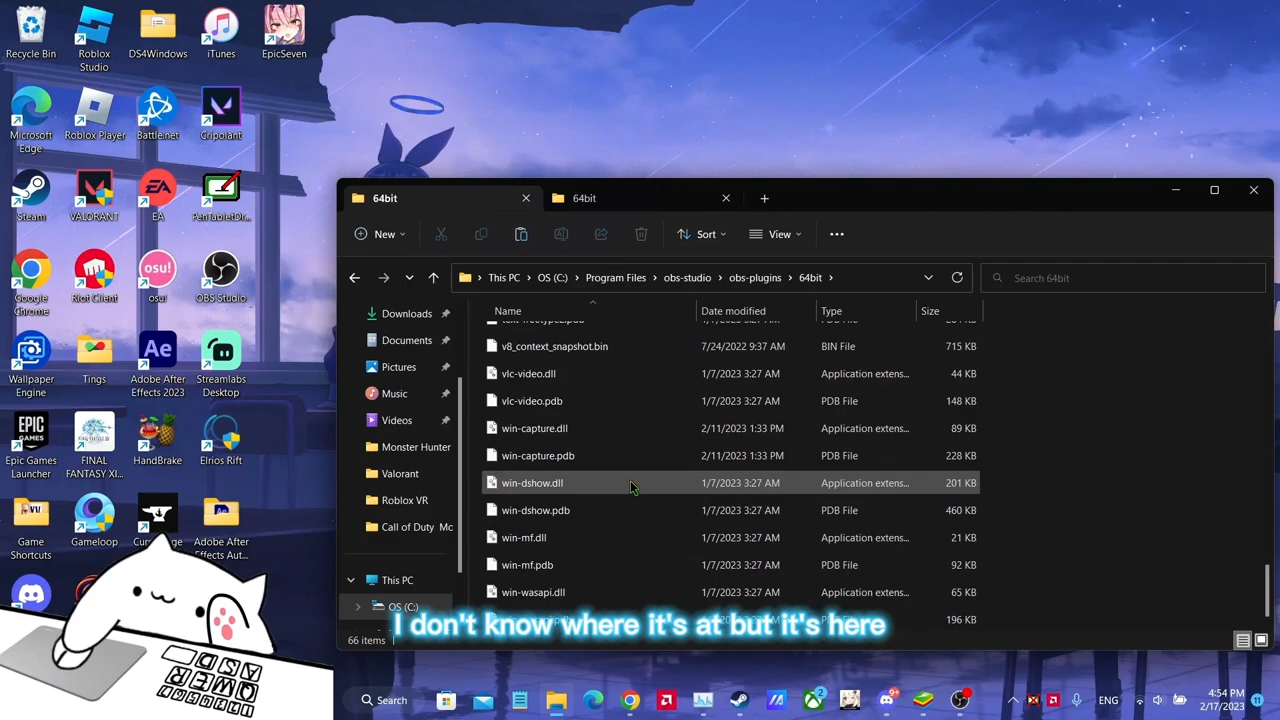 Recycle Bin
Roblox Studio
DS4Windows
iTunes
EpicSeven
Microsoft Edge
Roblox Player
Battle.net
Cripolant
Steam
VALORANT
EA
PenTabletDr...
Google Chrome
Riot Client
osu!
osu!
OBS Studio
Wallpaper Engine
Tings
Ae
Adobe After Effects 2023
Streamlabs Desktop
EPIC GAMES
Epic Games Launcher
FINAL FANTASY XI...
HandBrake
Elrios Rift
Game Shortcuts
Gameloop
Adobe After Effects Aut...
64bit
64bit
New
Sort
View
This PC > OS (C:) > Program Files > obs-studio > obs-plugins > 64bit >
Search 64bit
Name Date modified Type Size
Downloads
Documents
Pictures
Music
Videos
Monster Hunter
Valorant
Roblox VR
Call of Duty Mc
This PC
OS (C:)
v8_context_snapshot.bin 7/24/2022 9:37 AM BIN File 715 KB
vlc-video.dll 1/7/2023 3:27 AM Application extens... 44 KB
vlc-video.pdb 1/7/2023 3:27 AM PDB File 148 KB
win-capture.dll 2/11/2023 1:33 PM Application extens... 89 KB
win-capture.pdb 2/11/2023 1:33 PM PDB File 228 KB
win-dshow.dll 1/7/2023 3:27 AM Application extens... 201 KB
win-dshow.pdb 1/7/2023 3:27 AM PDB File 460 KB
win-mf.dll 1/7/2023 3:27 AM Application extens... 21 KB
win-mf.pdb 1/7/2023 3:27 AM PDB File 92 KB
win-wasapi.dll 1/7/2023 3:27 AM Application extens... 65 KB
196 KB
I don't know where it's at but it's here
66 items
Search
2
9+
ENG
4:54 PM
2/17/2023
11